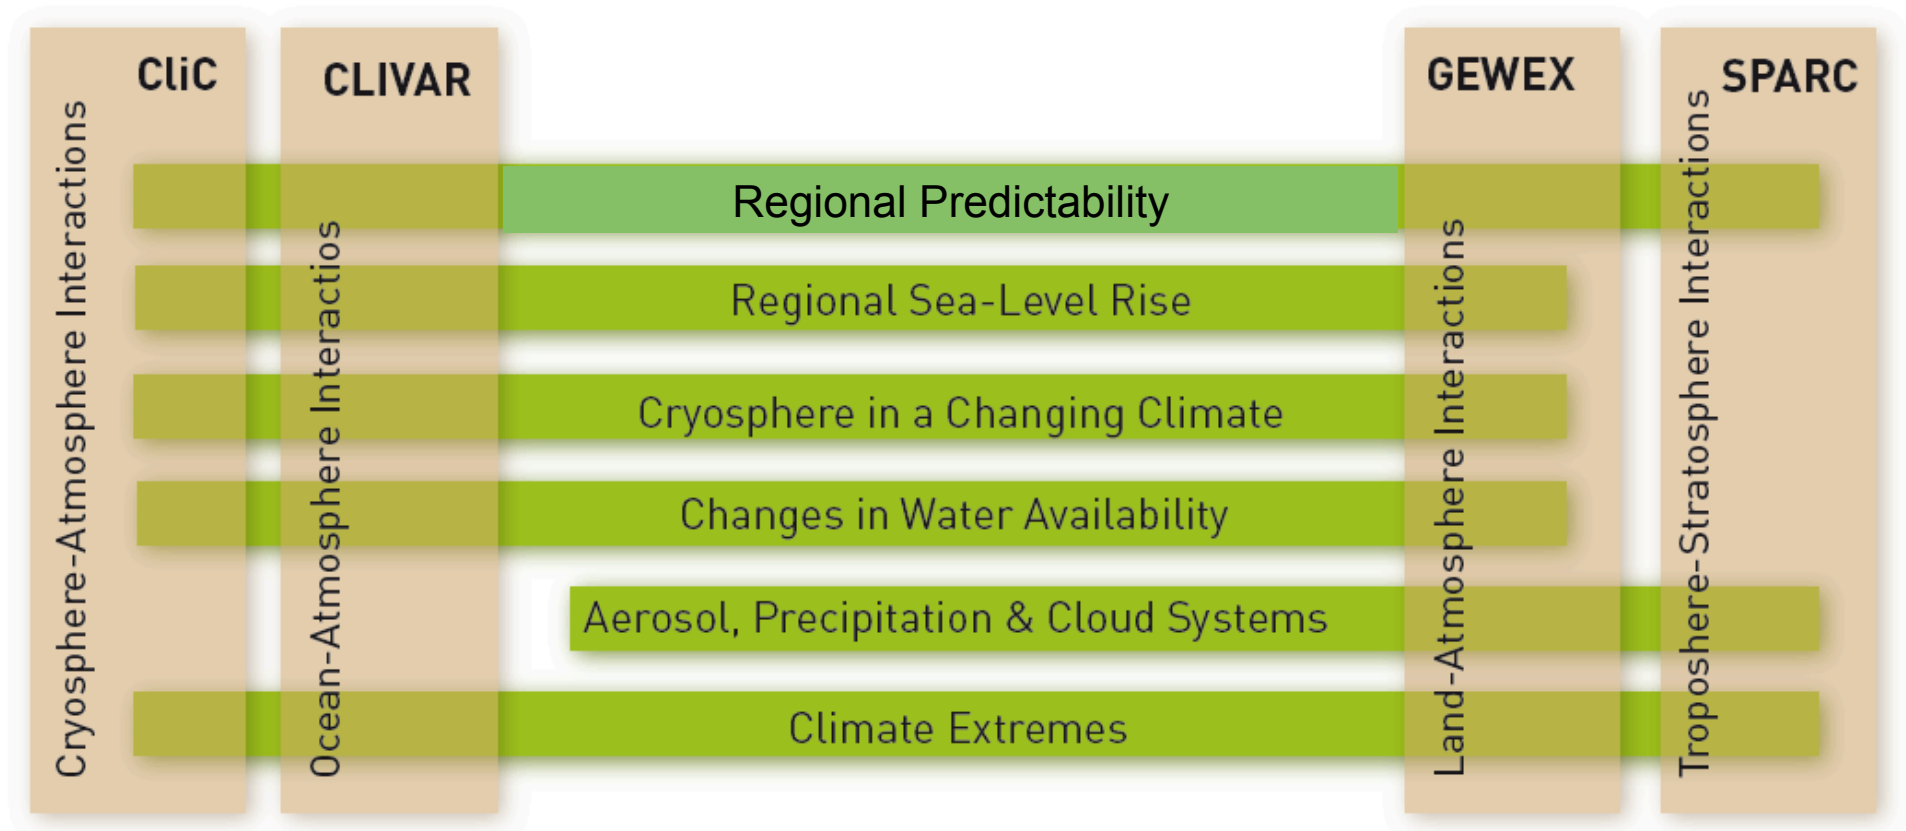 CliC
CLIVAR
GEWEX
SPARC
Cryosphere-Atmosphere Interactions
Ocean-Atmosphere Interactios
Land-Atmosphere Interactions
Troposhere-Stratosphere Interactions
Regional Predictability
Regional Sea-Level Rise
Cryosphere in a Changing Climate
Changes in Water Availability
Aerosol, Precipitation & Cloud Systems
Climate Extremes